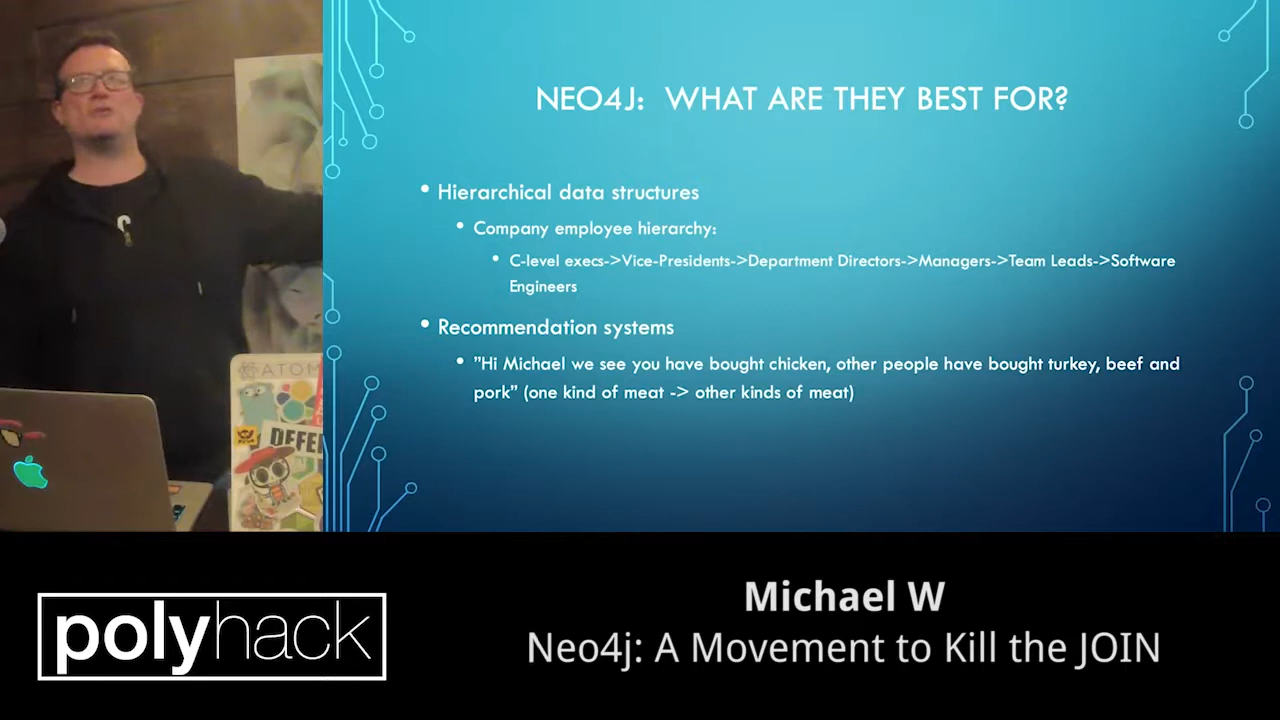 NEO4J: WHAT ARE THEY BEST FOR?
• Hierarchical data structures
• Company employee hierarchy:
• C-level execs->Vice-Presidents->Department Directors->Managers->Team Leads->Software
Engineers
• Recommendation systems
• "Hi Michael we see you have bought chicken, other people have bought turkey, beef and
pork" (one kind of meat -> other kinds of meat)
ATOM
DEFE
polyhack
Michael W
Neo4j: A Movement to Kill the JOIN